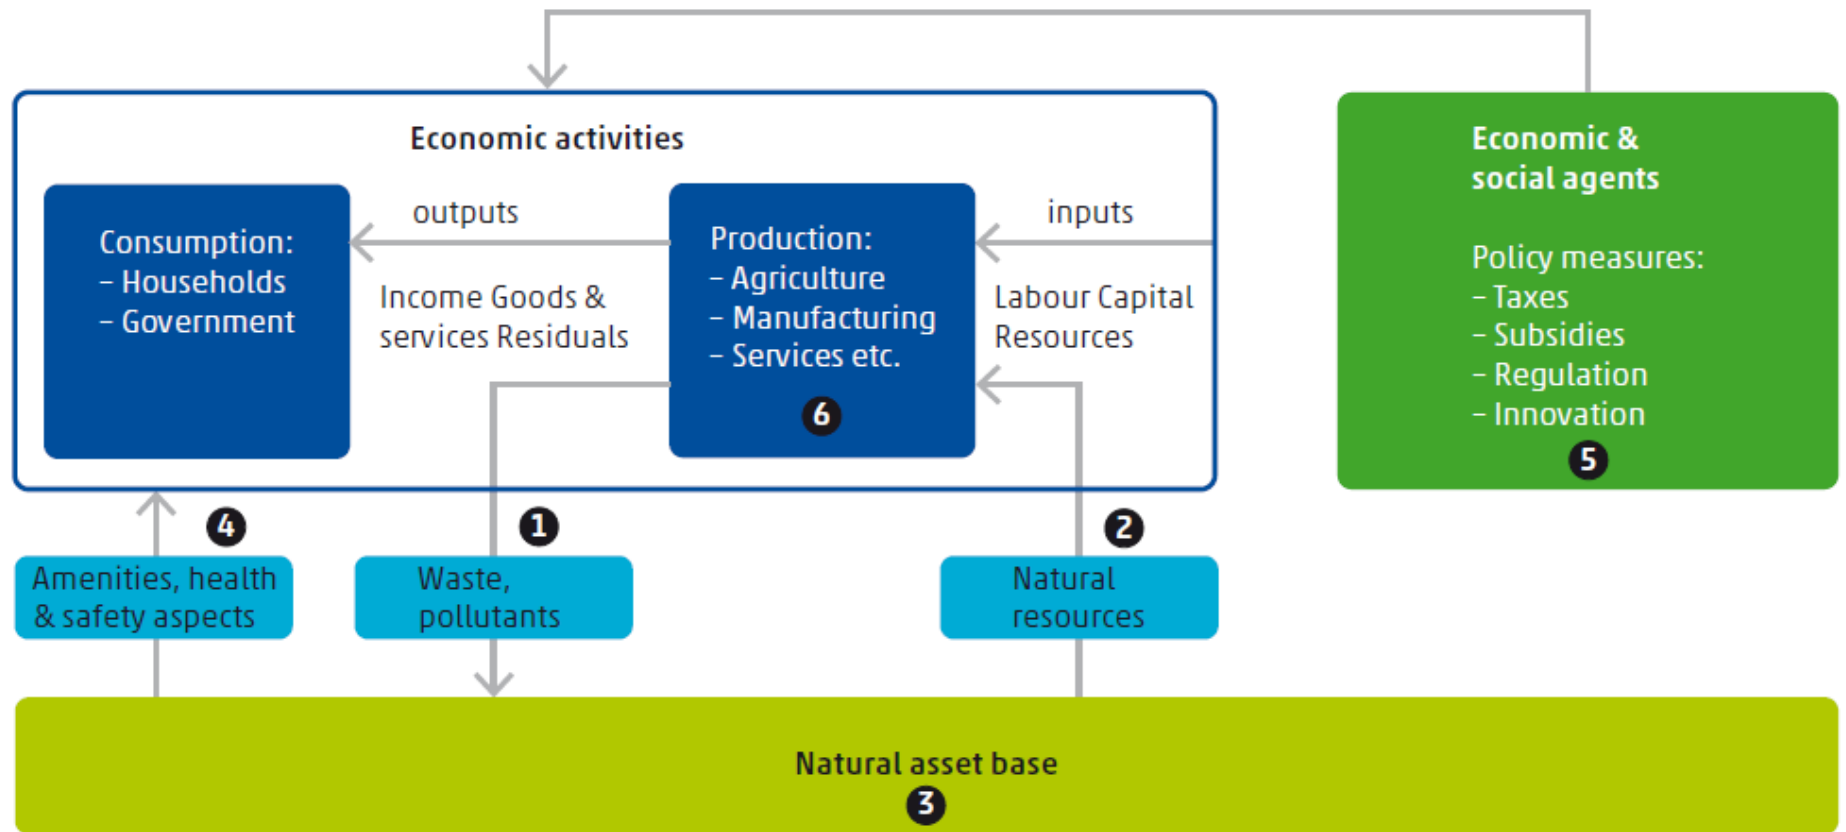 Economic activities
Consumption:
– Households
– Government
outputs
Income Goods &
services Residuals
Production:
– Agriculture
– Manufacturing
– Services etc.
6
inputs
Labour Capital
Resources
Economic &
social agents
Policy measures:
– Taxes
– Subsidies
– Regulation
– Innovation
5
4
Amenities, health
& safety aspects
1
Waste,
pollutants
2
Natural
resources
Natural asset base
3